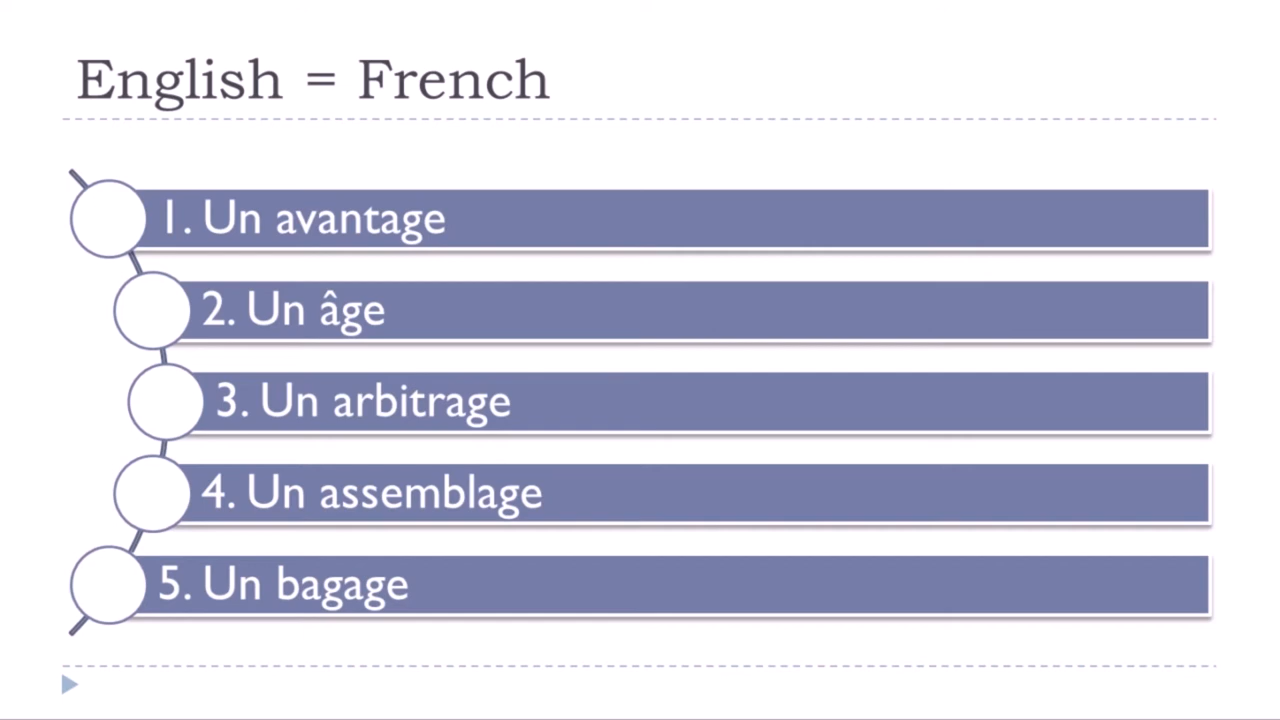 English = French
1. Un avantage
2. Un âge
3. Un arbitrage
4. Un assemblage
5. Un bagage